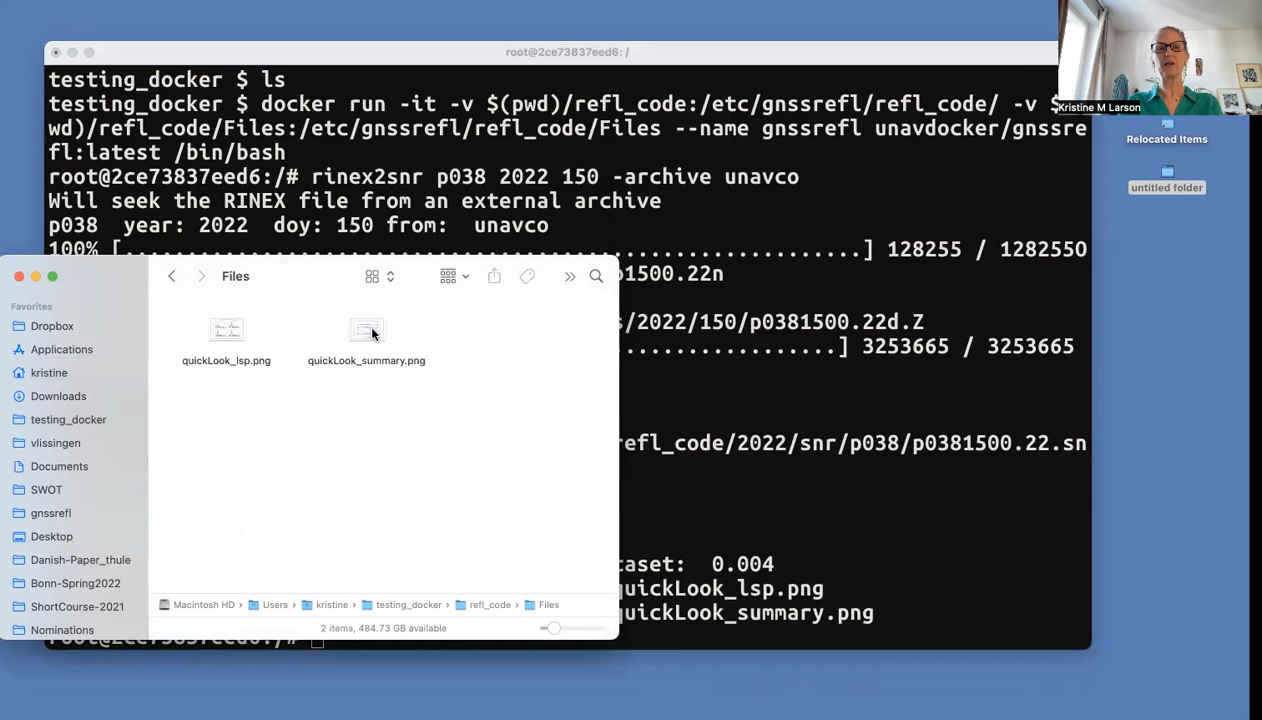 root@2ce73837eed6: /
testing_docker $ ls
testing_docker $ docker run -it -v $(pwd)/refl_code:/etc/gnssrefl/refl_code/ -v $
wd)/refl_code/Files:/etc/gnssrefl/refl_code/Files --name gnssrefl unavdocker/gnssre
fl:latest /bin/bash
root@2ce73837eed6:/# rinex2snr p038 2022 150 -archive unavco
Will seek the RINEX file from an external archive
p038 year: 2022 doy: 150 from: unavco
100% [......................................................................] 128255 / 1282550
p1500.22n
s/2022/150/p0381500.22d.Z
.................] 3253665 / 3253665
refl_code/2022/snr/p038/p0381500.22.sn
taset: 0.004
quickLook_lsp.png
quickLook_summary.png
root@2ce73837eed6:/#
Kristine M Larson
Relocated Items
untitled folder
Files
Favorites
Dropbox
Applications
kristine
Downloads
testing_docker
vlissingen
Documents
SWOT
gnssrefl
Desktop
Danish-Paper_thule
Bonn-Spring2022
ShortCourse-2021
Nominations
quickLook_lsp.png
quickLook_summary.png
Macintosh HD › Users › kristine › testing_docker › refl_code › Files
2 items, 484.73 GB available